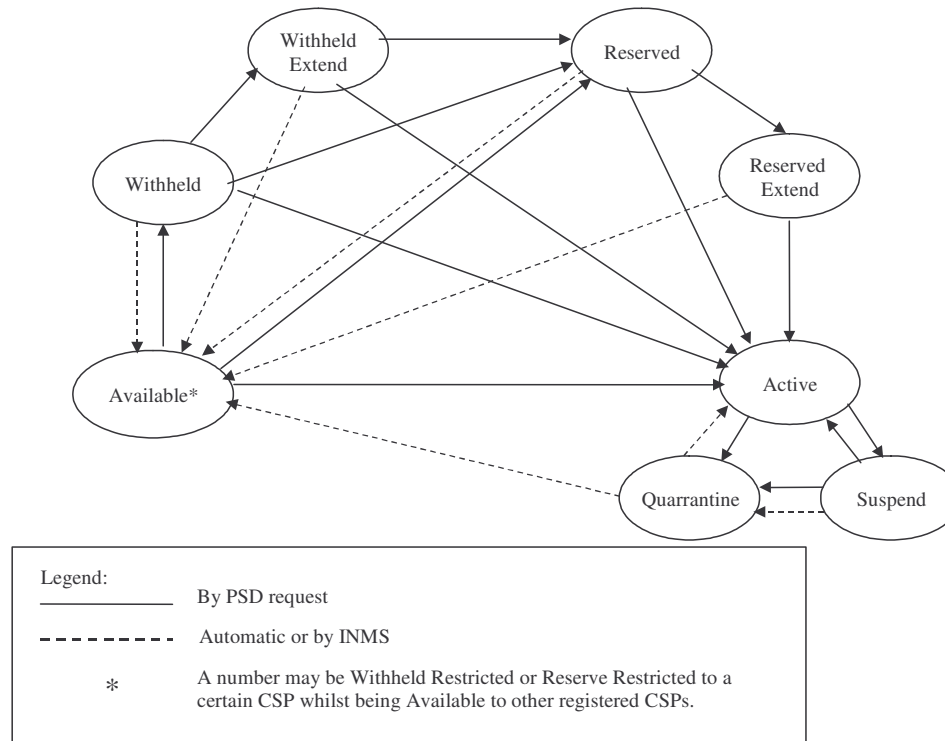 Withheld
Extend
Reserved
Withheld
Reserved
Extend
Available*
Active
Quarrantine
Suspend
Legend:
By PSD request
Automatic or by INMS
* A number may be Withheld Restricted or Reserve Restricted to a
certain CSP whilst being Available to other registered CSPs.